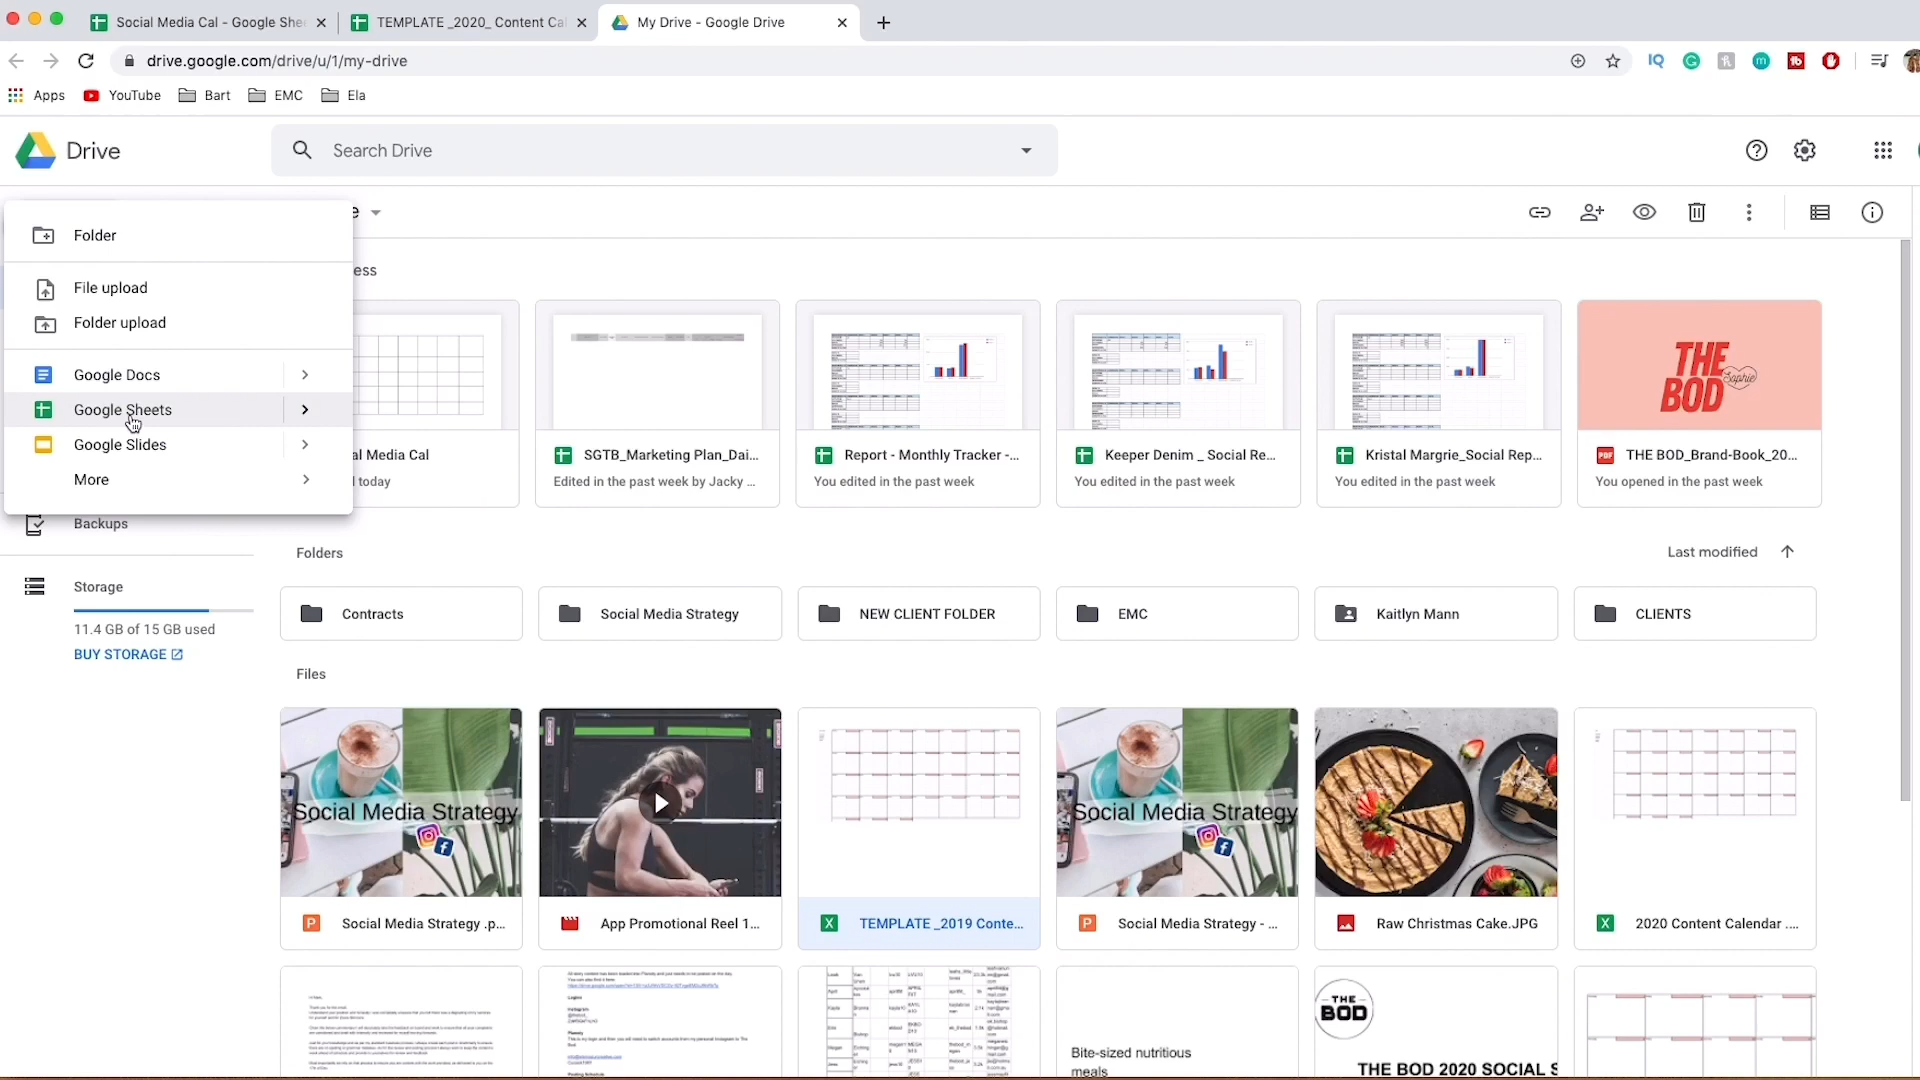 Social Media Cal - Google She
TEMPLATE _2020_ Content Ca
My Drive - Google Drive
drive.google.com/drive/u/1/my-drive
Apps
YouTube
Bart
EMC
Ela
Drive
Search Drive
e
Folder
File upload
Folder upload
Google Docs
Google Sheets
Google Slides
More
Backups
Storage
11.4 GB of 15 GB used
BUY STORAGE
ess
al Media Cal
l today
SGTB_Marketing Plan_Dai...
Edited in the past week by Jacky ...
Report - Monthly Tracker -...
You edited in the past week
Keeper Denim _ Social Re...
You edited in the past week
Kristal Margrie_Social Rep...
You edited in the past week
THE
BOD
Sophie
PDF
THE BOD_Brand-Book_20...
You opened in the past week
Folders
Last modified
Contracts
Social Media Strategy
NEW CLIENT FOLDER
EMC
Kaitlyn Mann
CLIENTS
Files
Social Media Strategy
Social Media Strategy
Social Media Strategy .p...
App Promotional Reel 1...
TEMPLATE _2019 Conte...
Social Media Strategy - ...
Raw Christmas Cake.JPG
2020 Content Calendar ....
THE
BOD
Bite-sized nutritious
meals
THE BOD 2020 SOCIAL S